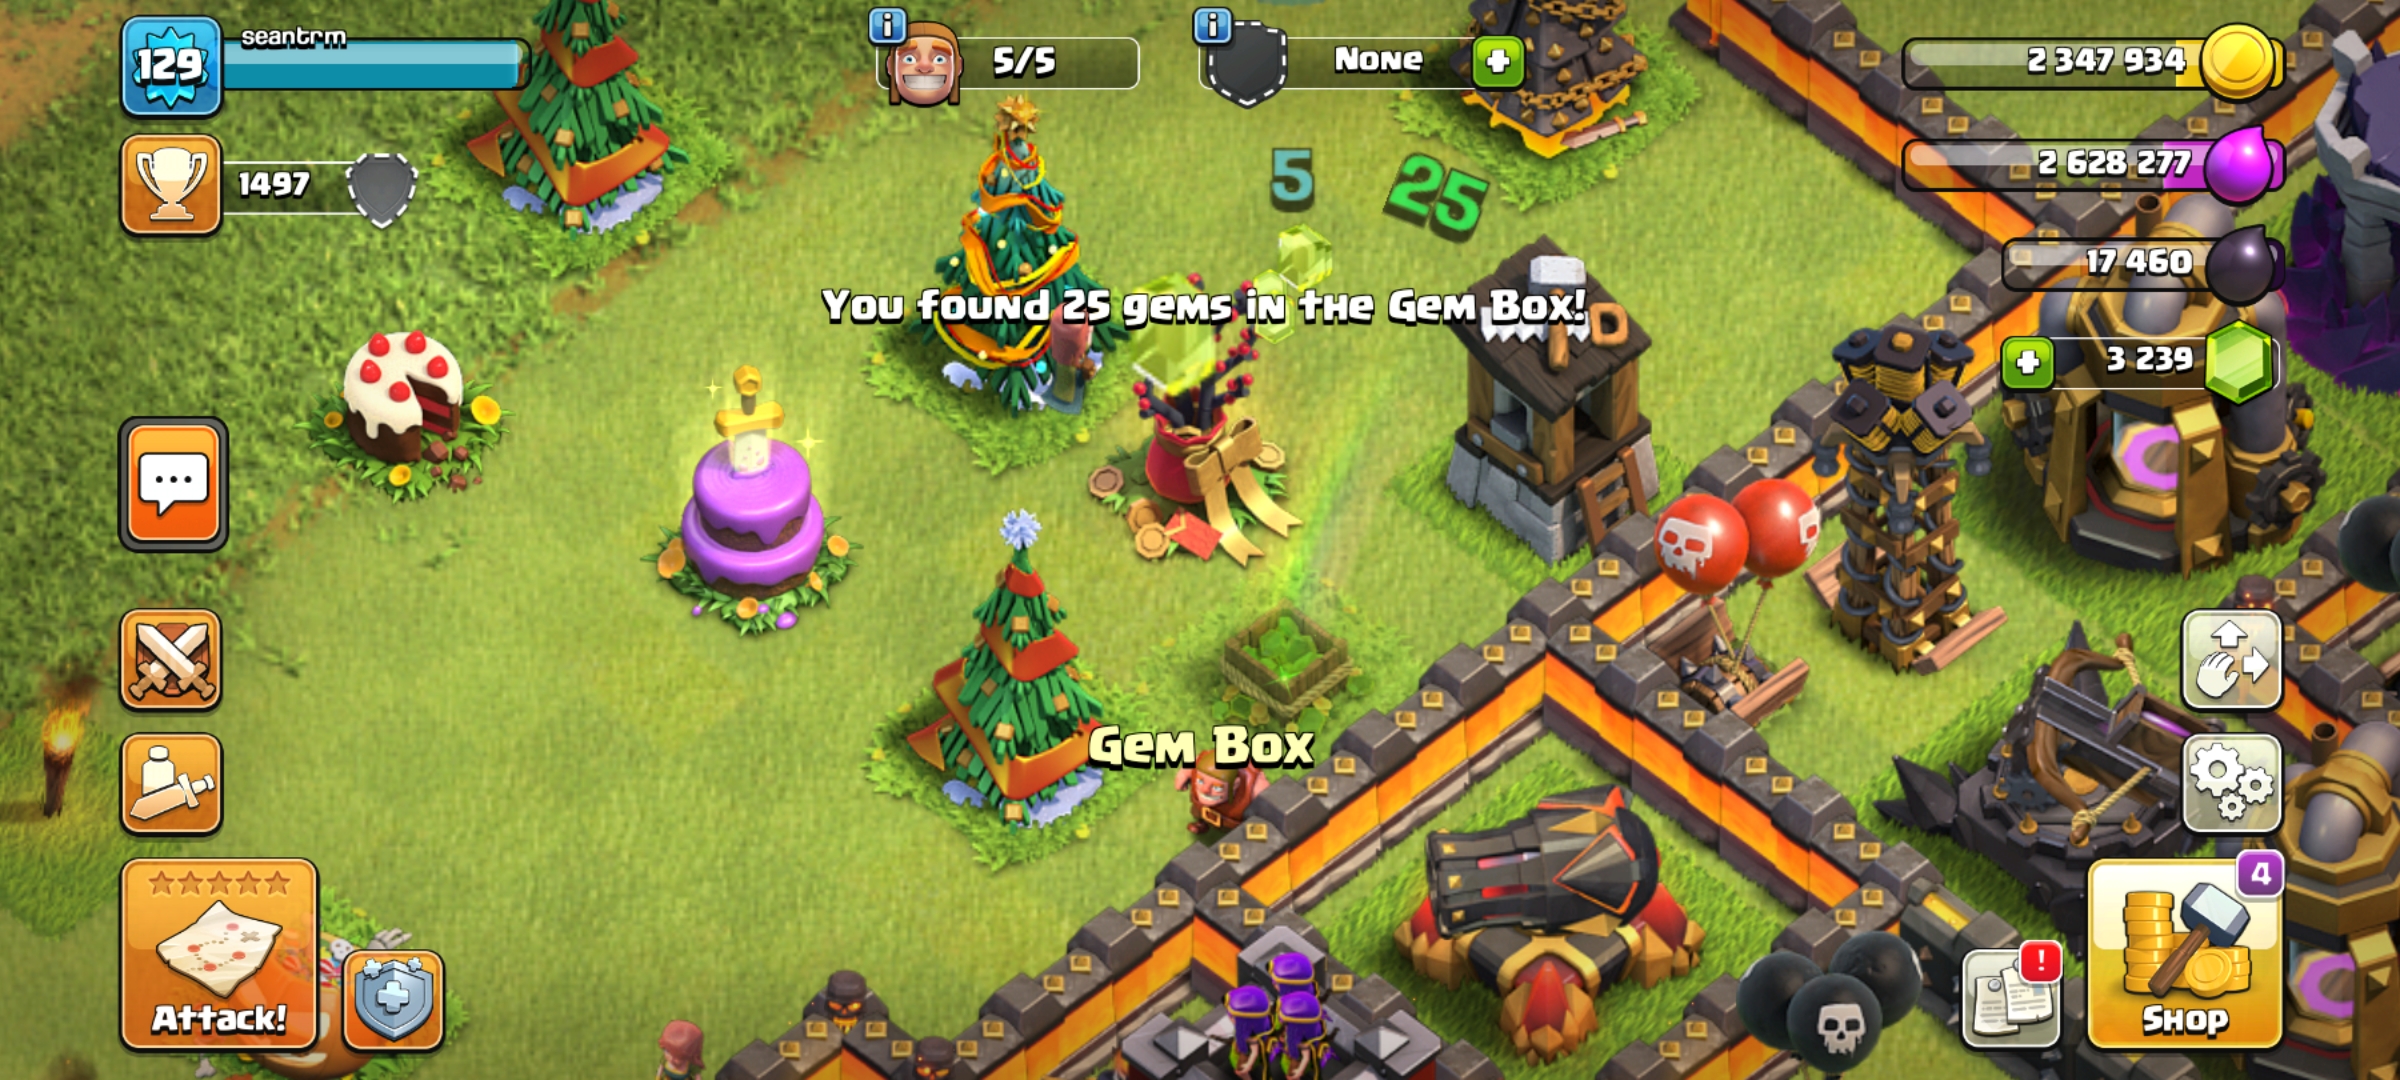 129
seantrm
5/5
None
2 347 934
1497
5
25
2 628 277
17 460
You found 25 gems in the Gem Box!
3 239
Gem Box
4
Attack!
!
Shop